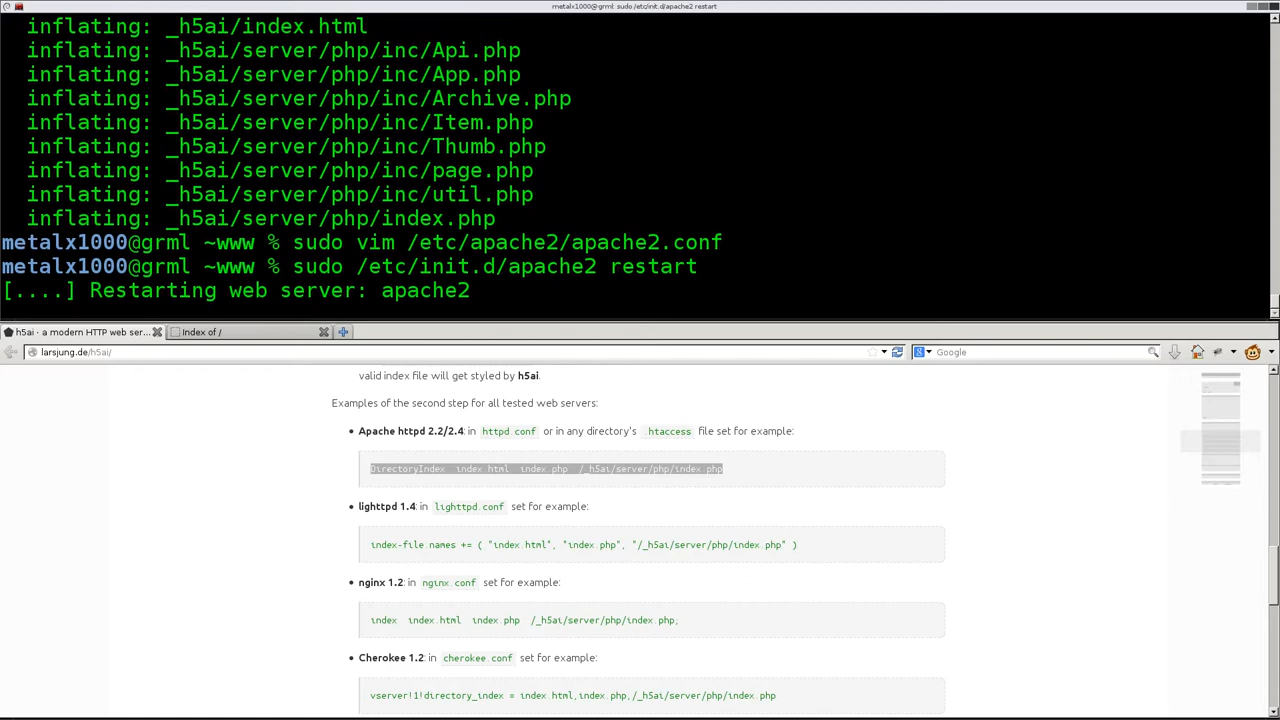 metalx1000@grml: sudo /etc/init.d/apache2 restart
inflating: _h5ai/index.html
inflating: _h5ai/server/php/inc/Api.php
inflating: _h5ai/server/php/inc/App.php
inflating: _h5ai/server/php/inc/Archive.php
inflating: _h5ai/server/php/inc/Item.php
inflating: _h5ai/server/php/inc/Thumb.php
inflating: _h5ai/server/php/inc/page.php
inflating: _h5ai/server/php/inc/util.php
inflating: _h5ai/server/php/index.php
metalx1000@grml ~www % sudo vim /etc/apache2/apache2.conf
metalx1000@grml ~www % sudo /etc/init.d/apache2 restart
[....] Restarting web server: apache2
h5ai · a modern HTTP web ser... Index of /
larsjung.de/h5ai/ Google
valid index file will get styled by h5ai.
Examples of the second step for all tested web servers:
• Apache httpd 2.2/2.4: in httpd.conf or in any directory's .htaccess file set for example:
DirectoryIndex index.html index.php /_h5ai/server/php/index.php
• lighttpd 1.4: in lighttpd.conf set for example:
index-file.names += ( "index.html", "index.php", "/_h5ai/server/php/index.php" )
• nginx 1.2: in nginx.conf set for example:
index index.html index.php /_h5ai/server/php/index.php;
• Cherokee 1.2: in cherokee.conf set for example:
vserver!1!directory_index = index.html,index.php,/_h5ai/server/php/index.php